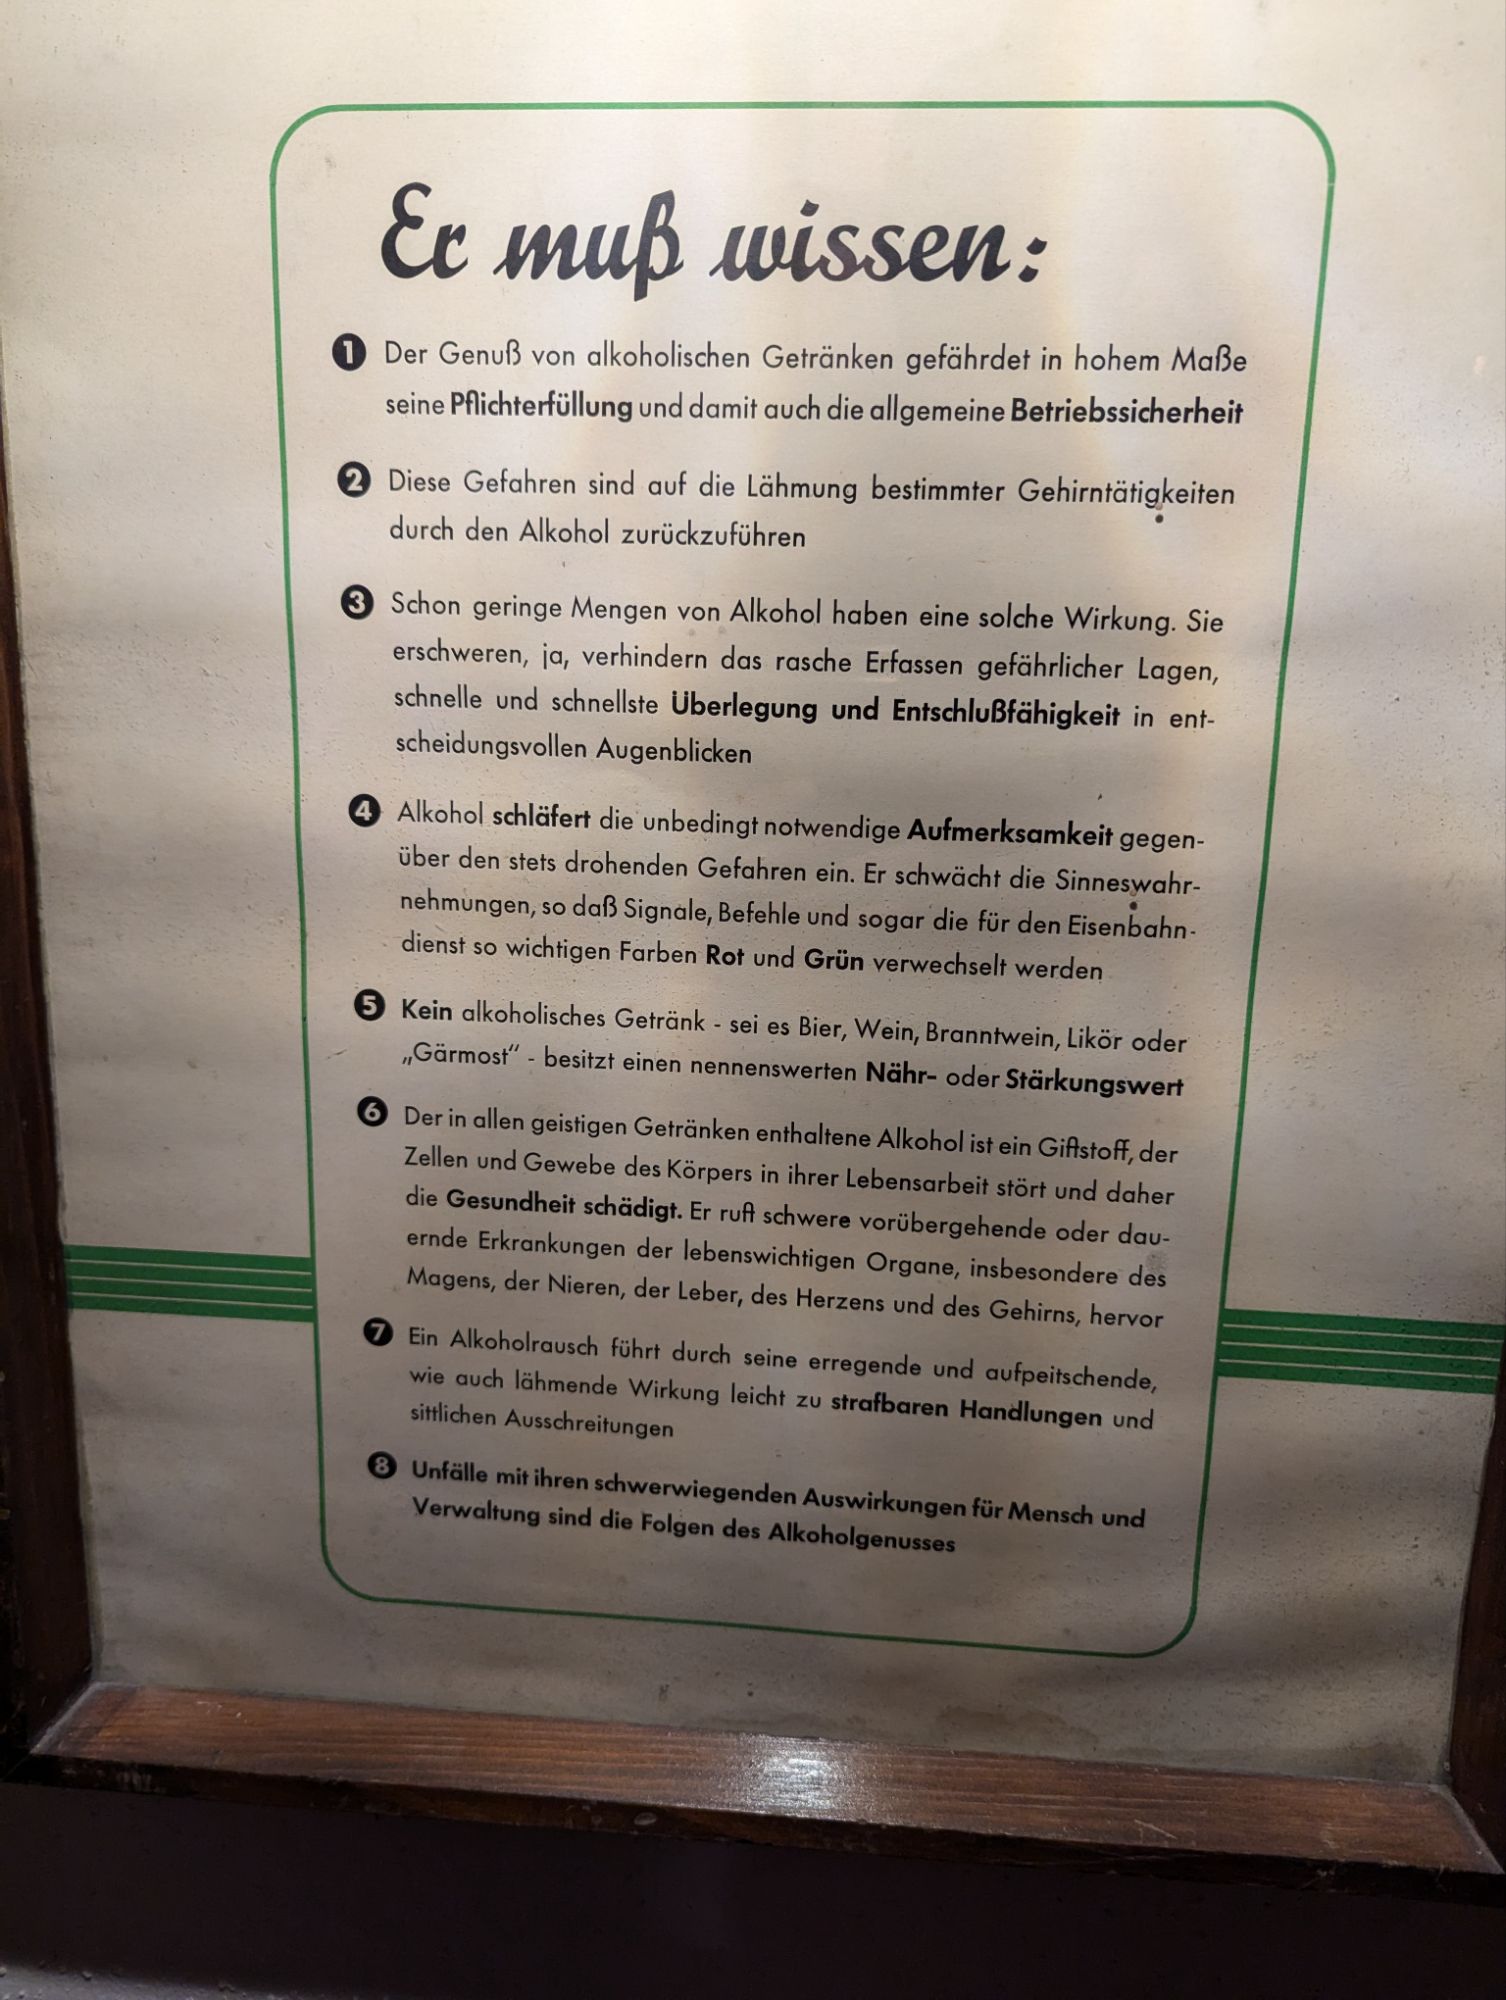 Er muß wissen:
1 Der Genuß von alkoholischen Getränken gefährdet in hohem Maße
seine Pflichterfüllung und damit auch die allgemeine Betriebssicherheit
2 Diese Gefahren sind auf die Lähmung bestimmter Gehirntätigkeiten
durch den Alkohol zurückzuführen
3 Schon geringe Mengen von Alkohol haben eine solche Wirkung. Sie
erschweren, ja, verhindern das rasche Erfassen gefährlicher Lagen,
schnelle und schnellste Überlegung und Entschlußfähigkeit in ent-
scheidungsvollen Augenblicken
4 Alkohol schläfert die unbedingt notwendige Aufmerksamkeit gegen-
über den stets drohenden Gefahren ein. Er schwächt die Sinneswahr-
nehmungen, so daß Signale, Befehle und sogar die für den Eisenbahn-
dienst so wichtigen Farben Rot und Grün verwechselt werden
5 Kein alkoholisches Getränk - sei es Bier, Wein, Branntwein, Likör oder
„Gärmost“ - besitzt einen nennenswerten Nähr- oder Stärkungswert
6 Der in allen geistigen Getränken enthaltene Alkohol ist ein Giftstoff, der
Zellen und Gewebe des Körpers in ihrer Lebensarbeit stört und daher
die Gesundheit schädigt. Er ruft schwere vorübergehende oder dau-
ernde Erkrankungen der lebenswichtigen Organe, insbesondere des
Magens, der Nieren, der Leber, des Herzens und des Gehirns, hervor
7 Ein Alkoholrausch führt durch seine erregende und aufpeitschende,
wie auch lähmende Wirkung leicht zu strafbaren Handlungen und
sittlichen Ausschreitungen
8 Unfälle mit ihren schwerwiegenden Auswirkungen für Mensch und
Verwaltung sind die Folgen des Alkoholgenusses